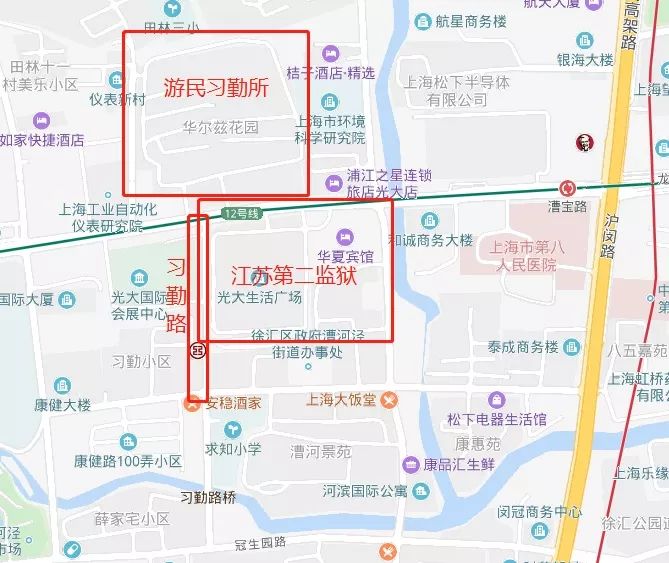 田林三小
航星商务楼
航天大厦
高架路
银海大楼
田林十一
村美乐小区
仪表新村
游民习勤所
桔子酒店·精选
华尔兹花园
上海市环境
科学研究院
上海松下半导体
有限公司
如家快捷酒店
浦江之星连锁
旅店光大店
上海工业自动化
仪表研究院
12号线
漕宝路
龙
沪闵路
和诚商务大楼
华夏宾馆
上海市第八
人民医院
习勤路
江苏第二监狱
国际大厦
光大国际
会展中心
光大生活广场
徐汇区政府漕河泾
街道办事处
习勤小区
泰成商务楼
八五嘉苑
上海虹桥
康健大楼
安稳酒家
上海大饭堂
松下电器生活馆
求知小学
康健路100弄小区
漕河景苑
康惠苑
康品汇生鲜
上海乐缘
习勤路桥
河滨国际公寓
闵冠商务中心
薛家宅小区
徐汇公园
河泾
市场
冠生园路